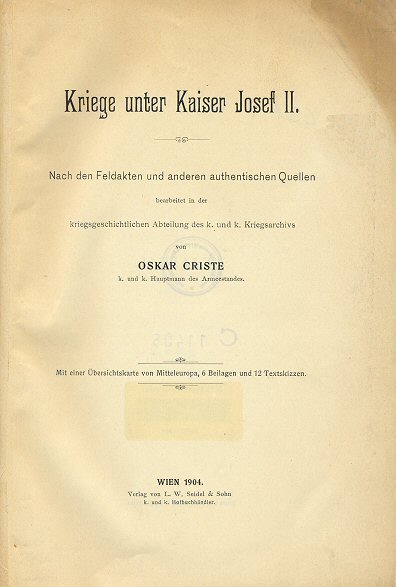 Kriege unter Kaiser Josef II.
Nach den Feldakten und anderen authentischen Quellen
bearbeitet in der
kriegsgeschichtlichen Abteilung des k. und k. Kriegsarchivs
von
OSKAR CRISTE
k. und k. Hauptmann des Armeestandes.
Mit einer Übersichtskarte von Mitteleuropa, 6 Beilagen und 12 Textskizzen.
WIEN 1904.
Verlag von L. W. Seidel & Sohn
k. und k. Hofbuchhändler.